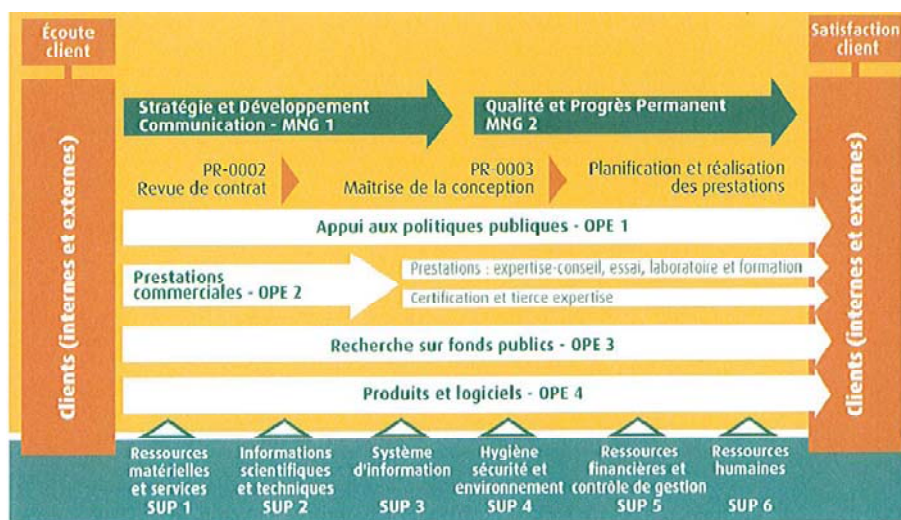 Écoute
client
Satisfaction
client
Clients (internes et externes)
Stratégie et Développement
Communication - MNG 1
Qualité et Progrès Permanent
MNG 2
PR-0002
Revue de contrat
PR-0003
Maîtrise de la conception
Planification et réalisation
des prestations
Appui aux politiques publiques - OPE 1
Prestations
commerciales - OPE 2
Prestations : expertise-conseil, essai, laboratoire et formation
Certification et tierce expertise
Recherche sur fonds publics - OPE 3
Produits et logiciels - OPE 4
Clients (internes et externes)
Ressources
matérielles
et services
SUP 1
Informations
scientifiques
et techniques
SUP 2
Système
d'information
SUP 3
Hygiène
sécurité et
environnement
SUP 4
Ressources
financières et
contrôle de gestion
SUP 5
Ressources
humaines
SUP 6